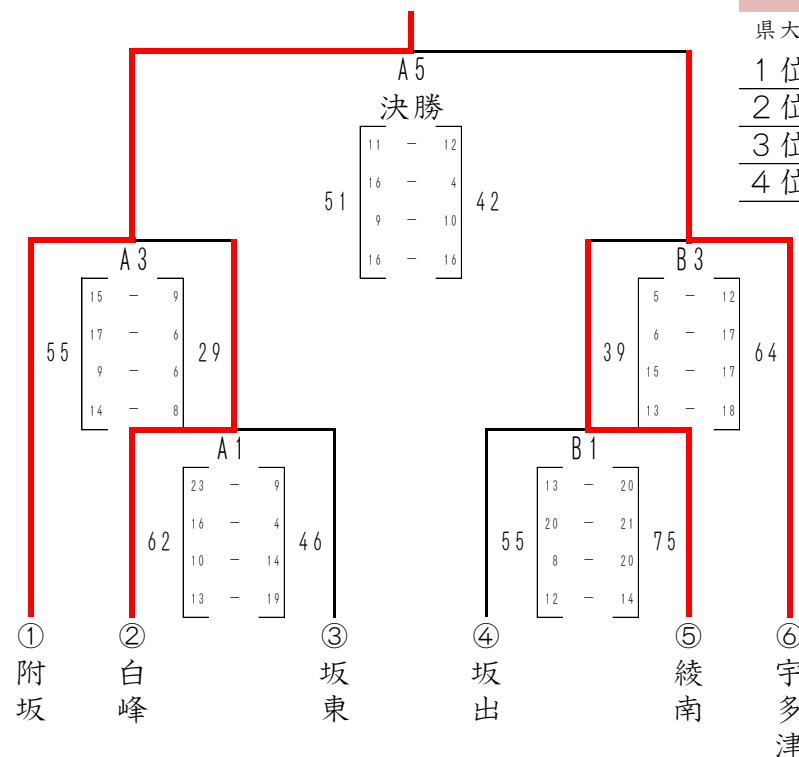 県大
1位
2位
3位
4位
A5
決勝
51
11 － 12
16 － 4
9 － 10
16 － 16
42
A3
55
15 － 9
17 － 6
9 － 6
14 － 8
29
B3
39
5 － 12
6 － 17
15 － 17
13 － 18
64
A1
62
23 － 9
16 － 4
10 － 14
13 － 19
46
B1
55
13 － 20
20 － 21
8 － 20
12 － 14
75
①附坂
②白峰
③坂東
④坂出
⑤綾南
⑥宇多津